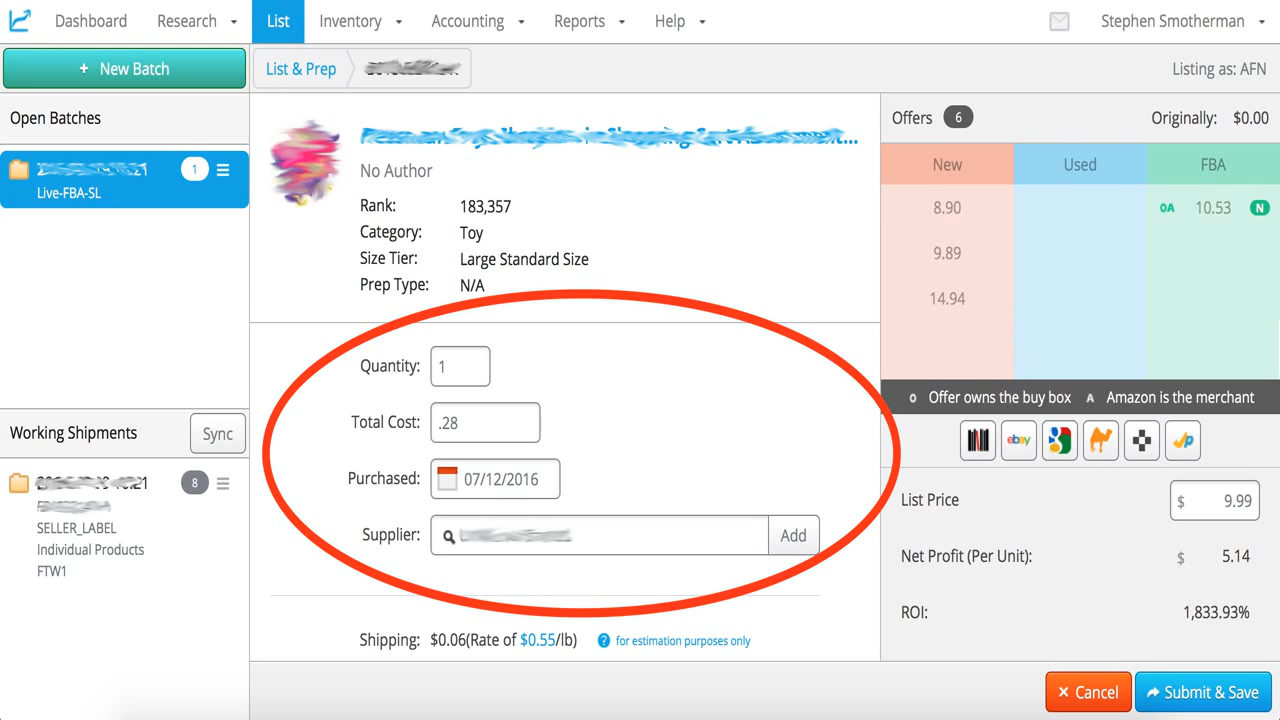 Dashboard Research List Inventory Accounting Reports Help Stephen Smotherman
+ New Batch
List & Prep
Listing as: AFN
Open Batches
1
Live-FBA-SL
No Author
Rank: 183,357
Category: Toy
Size Tier: Large Standard Size
Prep Type: N/A
Offers 6 Originally: $0.00
New Used FBA
8.90 OA 10.53 N
9.89
14.94
O Offer owns the buy box A Amazon is the merchant
ebay
Quantity: 1
Total Cost: .28
Purchased: 07/12/2016
Supplier: Add
Shipping: $0.06(Rate of $0.55/lb) ? for estimation purposes only
Working Shipments Sync
8
SELLER_LABEL
Individual Products
FTW1
List Price $ 9.99
Net Profit (Per Unit): $ 5.14
ROI: 1,833.93%
× Cancel Submit & Save